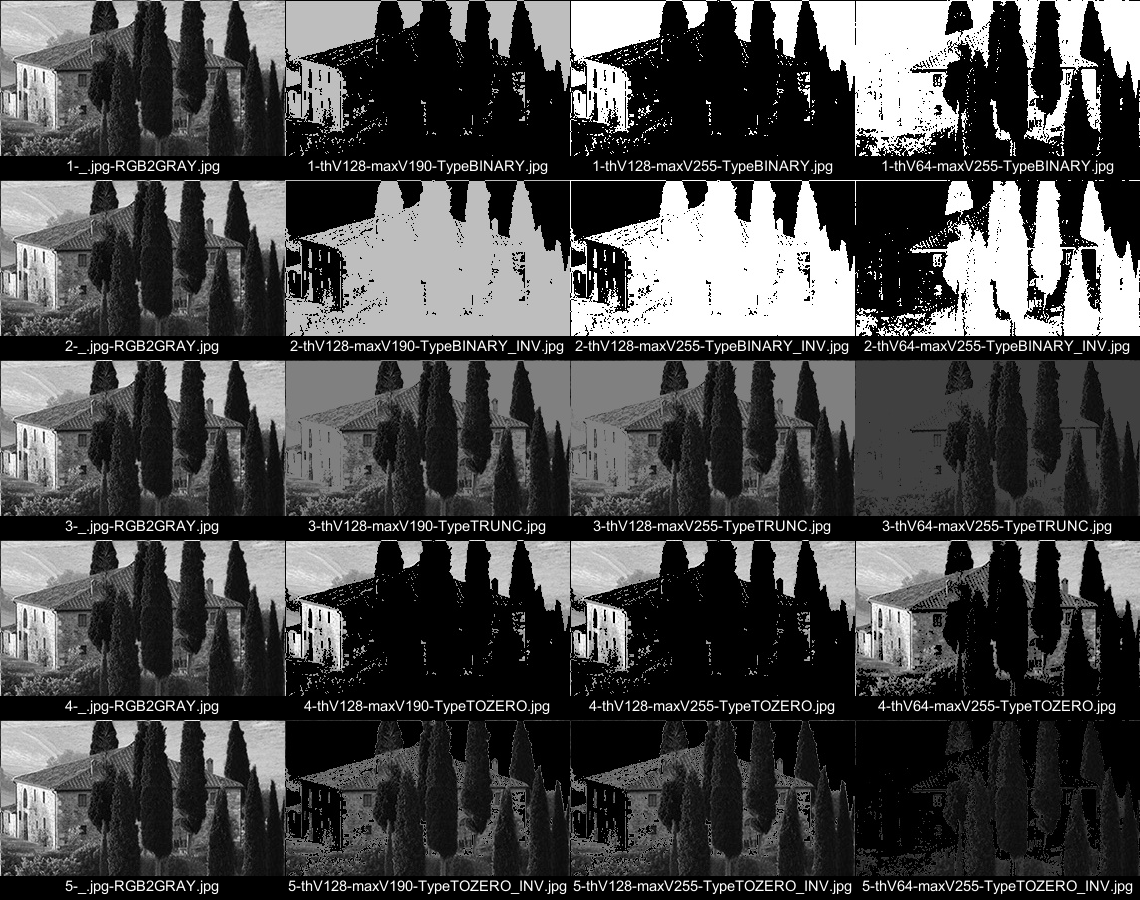 1-_.jpg-RGB2GRAY.jpg
1-thV128-maxV190-TypeBINARY.jpg
1-thV128-maxV255-TypeBINARY.jpg
1-thV64-maxV255-TypeBINARY.jpg
2-_.jpg-RGB2GRAY.jpg
2-thV128-maxV190-TypeBINARY_INV.jpg
2-thV128-maxV255-TypeBINARY_INV.jpg
2-thV64-maxV255-TypeBINARY_INV.jpg
3-_.jpg-RGB2GRAY.jpg
3-thV128-maxV190-TypeTRUNC.jpg
3-thV128-maxV255-TypeTRUNC.jpg
3-thV64-maxV255-TypeTRUNC.jpg
4-_.jpg-RGB2GRAY.jpg
4-thV128-maxV190-TypeTOZERO.jpg
4-thV128-maxV255-TypeTOZERO.jpg
4-thV64-maxV255-TypeTOZERO.jpg
5-_.jpg-RGB2GRAY.jpg
5-thV128-maxV190-TypeTOZERO_INV.jpg
5-thV128-maxV255-TypeTOZERO_INV.jpg
5-thV64-maxV255-TypeTOZERO_INV.jpg